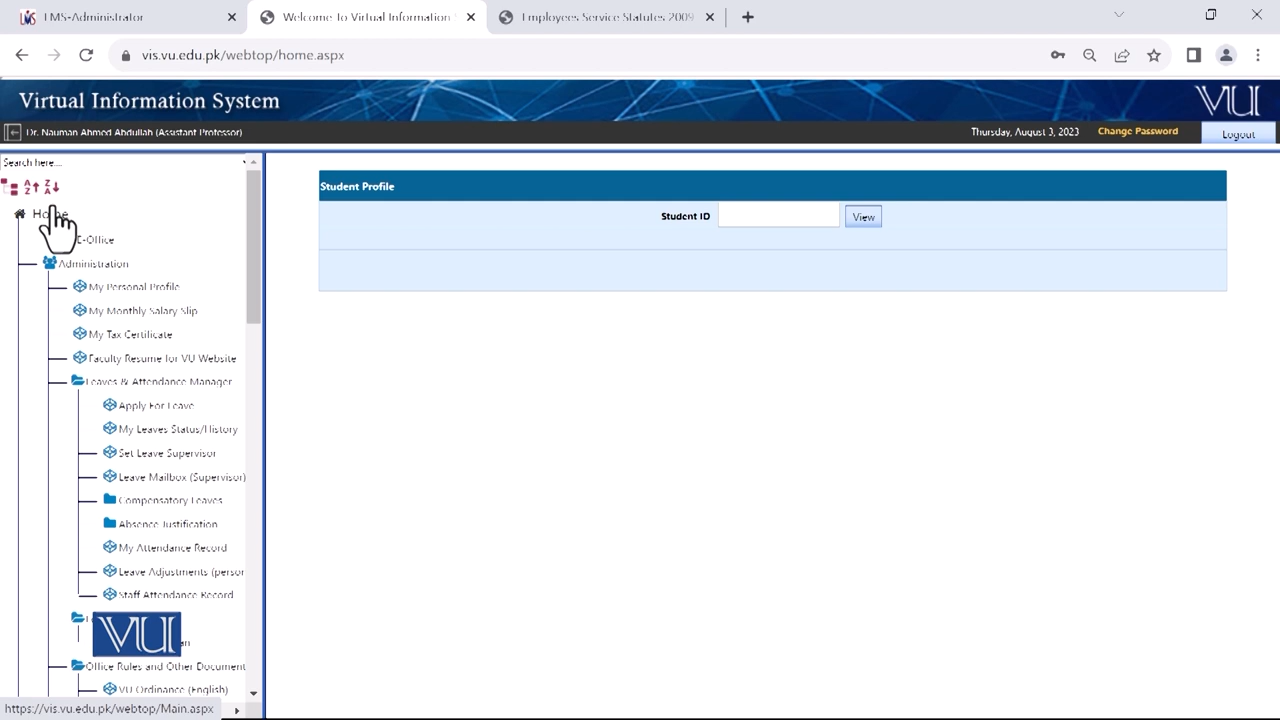 LMS-Administrator
Welcome To Virtual Information S
Employees Service Statutes 2009
vis.vu.edu.pk/webtop/home.aspx
Virtual Information System
VU
Dr. Nauman Ahmed Abdullah (Assistant Professor)
Thursday, August 3, 2023
Change Password
Logout
Search here....
Student Profile
Student ID
View
E-Office
Administration
My Personal Profile
My Monthly Salary Slip
My Tax Certificate
Faculty Resume for VU Website
Leaves & Attendance Manager
Apply For Leave
My Leaves Status/History
Set Leave Supervisor
Leave Mailbox (Supervisor)
Compensatory Leaves
Absence Justification
My Attendance Record
Leave Adjustments (person
Staff Attendance Record
VU
Office Rules and Other Document
VU Ordinance (English)
https://vis.vu.edu.pk/webtop/Main.aspx